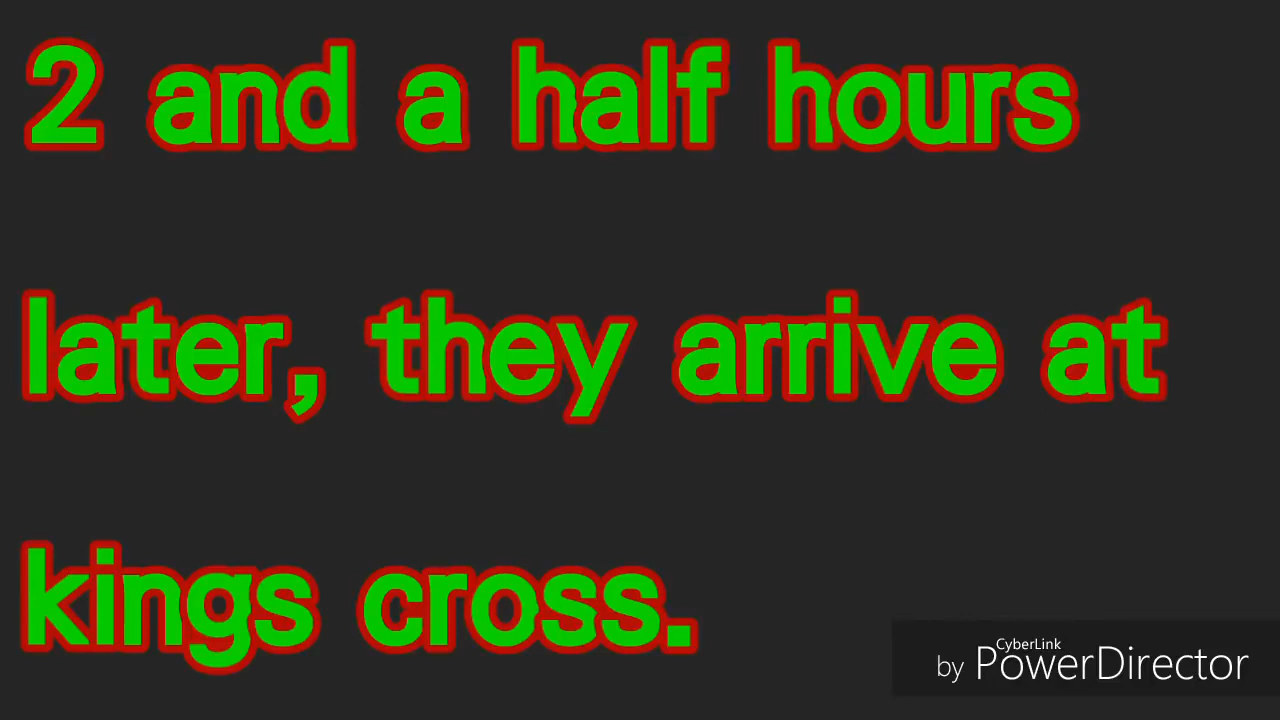 2 and a half hours
later, they arrive at
kings cross.
CyberLink
by PowerDirector